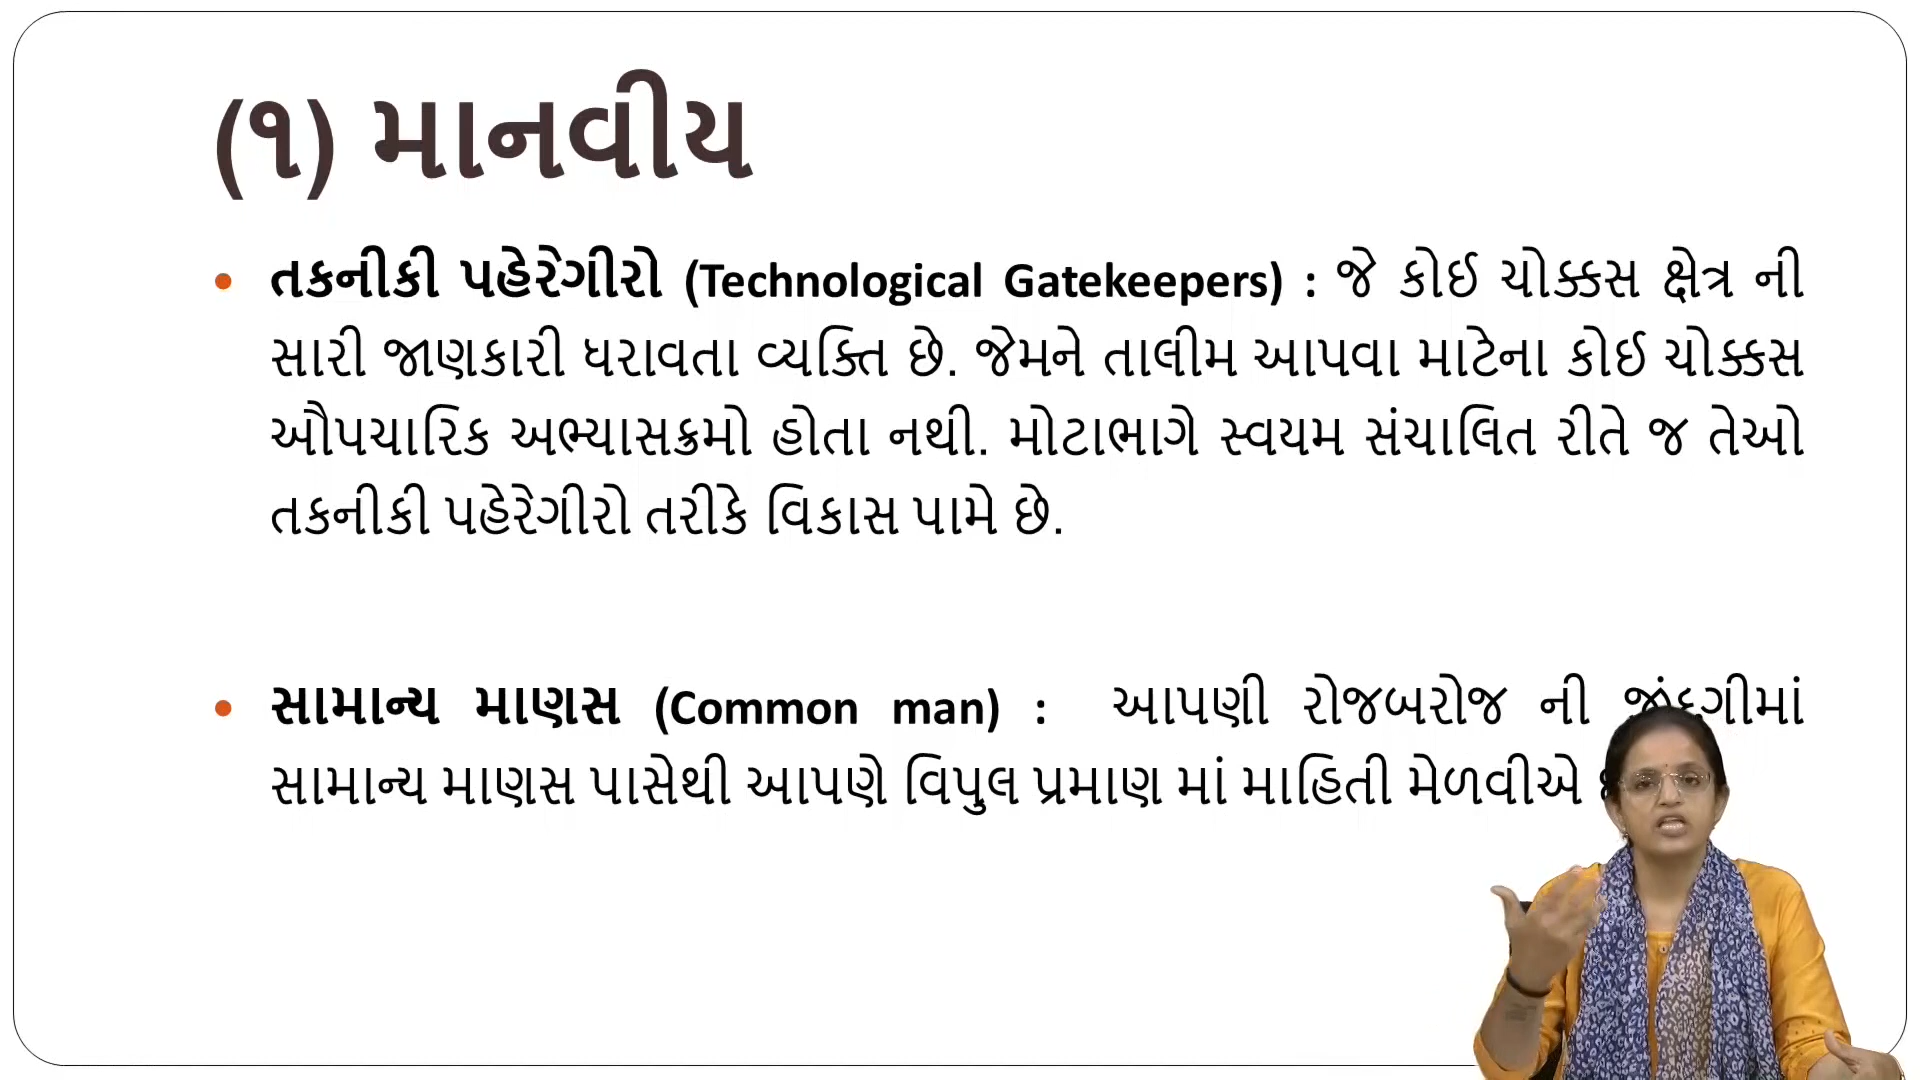 (૧) માનવીય
• તકનીકી પહેરેગીરો (Technological Gatekeepers) : જે કોઈ ચોક્કસ ક્ષેત્ર ની
સારી જાણકારી ધરાવતા વ્યક્તિ છે. જેમને તાલીમ આપવા માટેના કોઈ ચોક્કસ
ઔપચારિક અભ્યાસક્રમો હોતા નથી. મોટાભાગે સ્વયમ સંચાલિત રીતે જ તેઓ
તકનીકી પહેરેગીરો તરીકે વિકાસ પામે છે.
• સામાન્ય માણસ (Common man) : આપણી રોજબરોજ ની
સામાન્ય માણસ પાસેથી આપણે વિપુલ પ્રમાણ માં માહિતી મેળવીએ